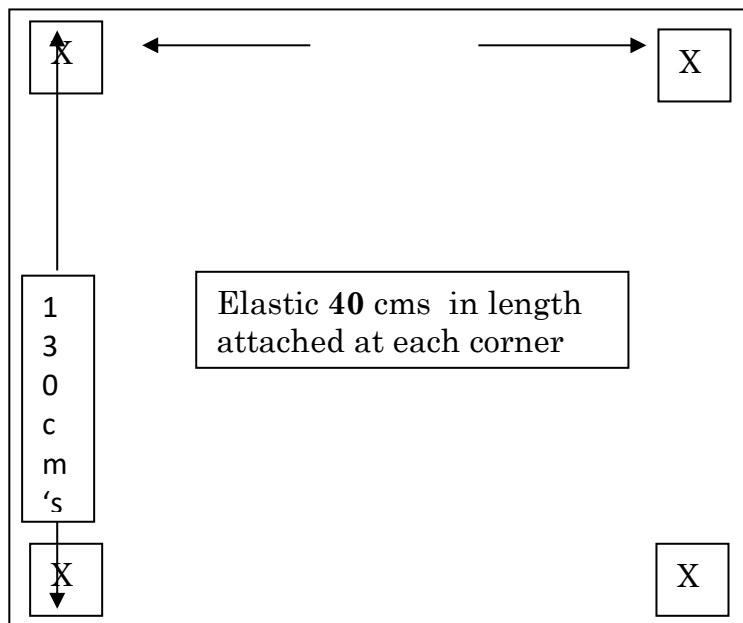 X
X
Elastic 40 cms in length
attached at each corner
1
3
0
c
m
‘s
X
X